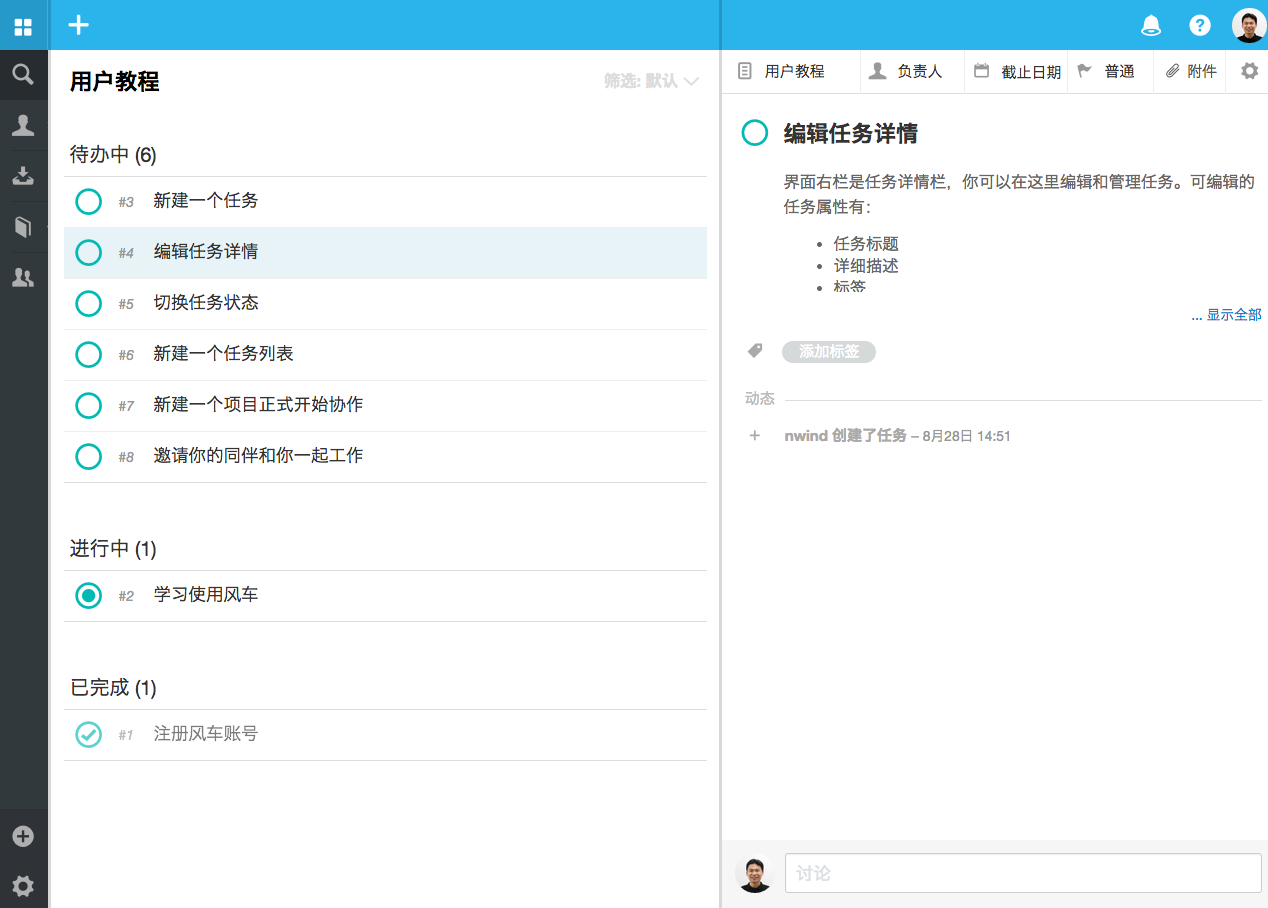 用户教程
筛选: 默认
待办中 (6)
#3 新建一个任务
#4 编辑任务详情
#5 切换任务状态
#6 新建一个任务列表
#7 新建一个项目正式开始协作
#8 邀请你的同伴和你一起工作
进行中 (1)
#2 学习使用风车
已完成 (1)
#1 注册风车账号
用户教程 负责人 截止日期 普通 附件
编辑任务详情
界面右栏是任务详情栏，你可以在这里编辑和管理任务。可编辑的
任务属性有：
• 任务标题
• 详细描述
• 标签
... 显示全部
添加标签
动态
+ nwind 创建了任务 – 8月28日 14:51
讨论